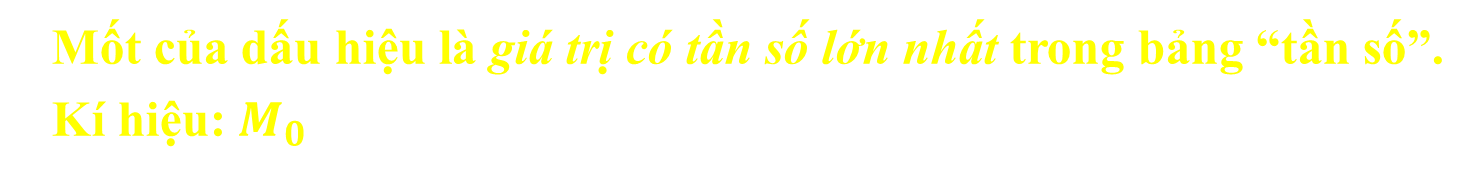 Mốt của dấu hiệu là giá trị có tần số lớn nhất trong bảng “tần số”.
Kí hiệu: M₀